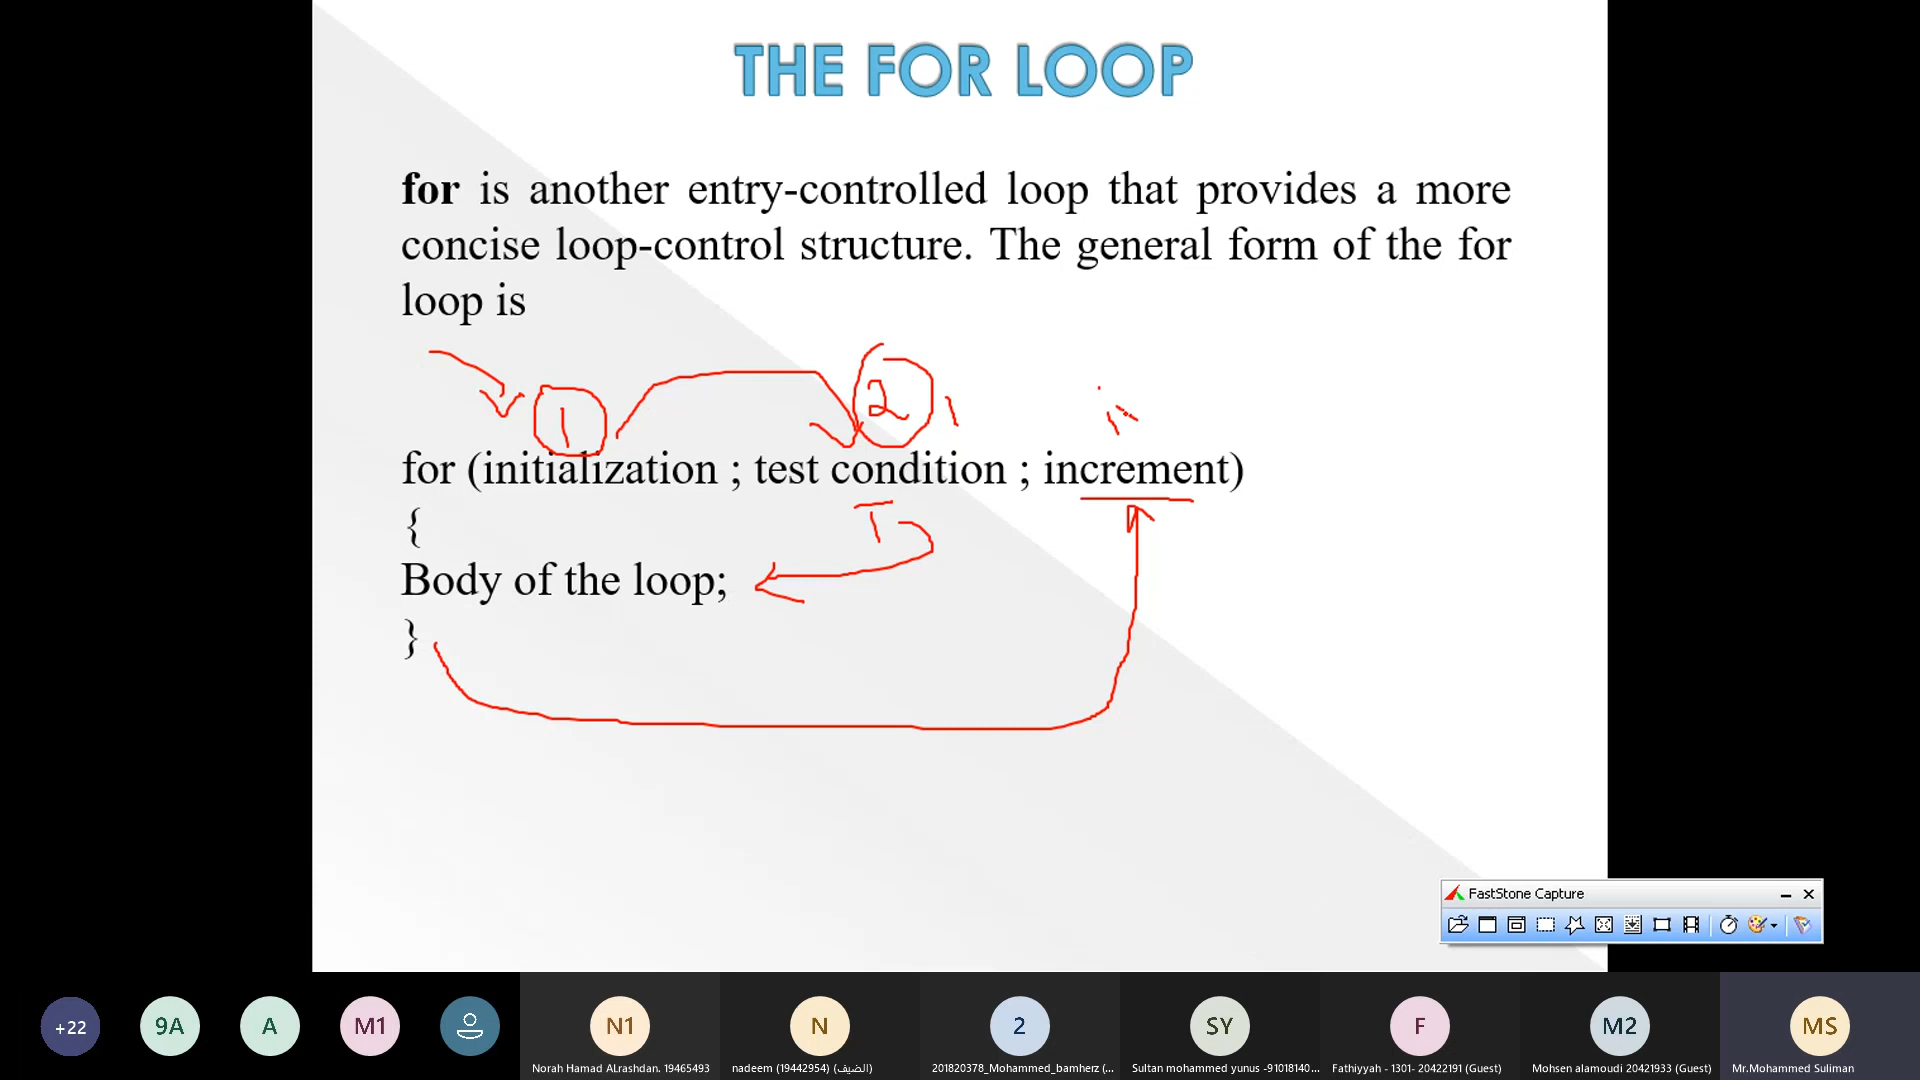 THE FOR LOOP
for is another entry-controlled loop that provides a more
concise loop-control structure. The general form of the for
loop is
1
2
for (initialization ; test condition ; increment)
{
T
Body of the loop;
}
FastStone Capture
+22
9A
A
M1
N1
N
2
SY
F
M2
MS
Norah Hamad ALrashdan. 19465493
nadeem (19442954) (الضيف)
201820378_Mohammed_bamherz (...
Sultan mohammed yunus -91018140...
Fathiyyah - 1301- 20422191 (Guest)
Mohsen alamoudi 20421933 (Guest)
Mr.Mohammed Suliman